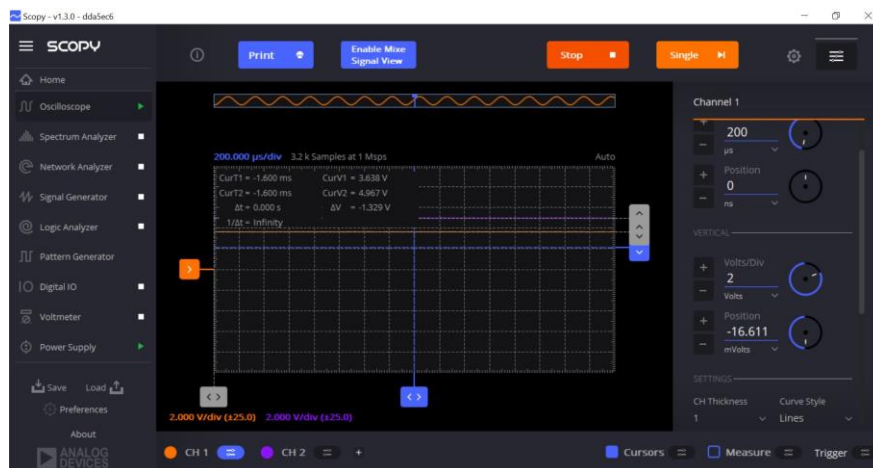 Scopy - v1.3.0 - dda5ec6
SCOPY
Print
Enable Mixe
Signal View
Stop
Single
Home
Oscilloscope
Spectrum Analyzer
Network Analyzer
Signal Generator
Logic Analyzer
Pattern Generator
Digital IO
Voltmeter
Power Supply
Save Load
Preferences
About
ANALOG
DEVICES
200.000 µs/div 3.2 k Samples at 1 Msps Auto
CurT1 = -1.600 ms CurV1 = 3.638 V
CurT2 = -1.600 ms CurV2 = 4.967 V
Δt = 0.000 s ΔV = -1.329 V
1/Δt = Infinity
2.000 V/div (±25.0) 2.000 V/div (±25.0)
CH 1 CH 2 + Cursors Measure Trigger
Channel 1
200
µs
Position
0
ns
VERTICAL
Volts/Div
2
Volts
Position
-16.611
mVolts
SETTINGS
CH Thickness Curve Style
1 Lines